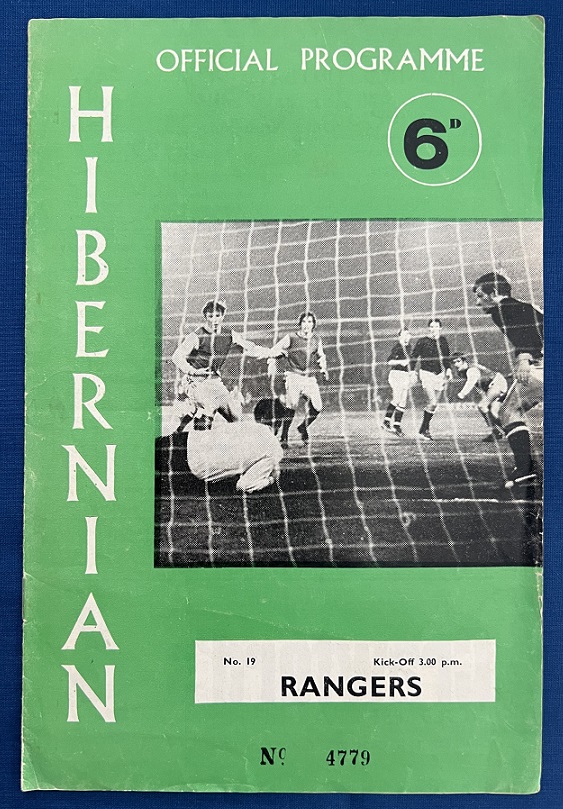 OFFICIAL PROGRAMME
6D
HIBERNIAN
No. 19 Kick-Off 3.00 p.m.
RANGERS
No 4779